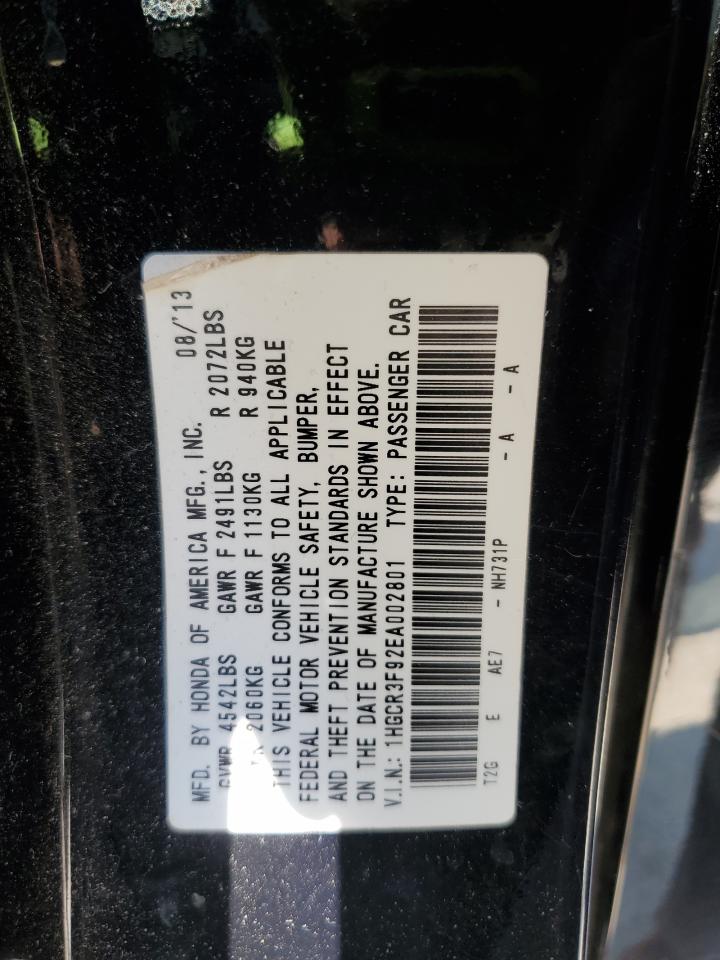 MFD. BY HONDA OF AMERICA MFG., INC. 08/'13
GVWR 4542LBS GAWR F 2491LBS R 2072LBS
2060KG GAWR F 1130KG R 940KG
THIS VEHICLE CONFORMS TO ALL APPLICABLE
FEDERAL MOTOR VEHICLE SAFETY, BUMPER,
AND THEFT PREVENTION STANDARDS IN EFFECT
ON THE DATE OF MANUFACTURE SHOWN ABOVE.
V.I.N.: 1HGCR3F92EA002801 TYPE: PASSENGER CAR
T2G E AE7 - NH731P - A - A